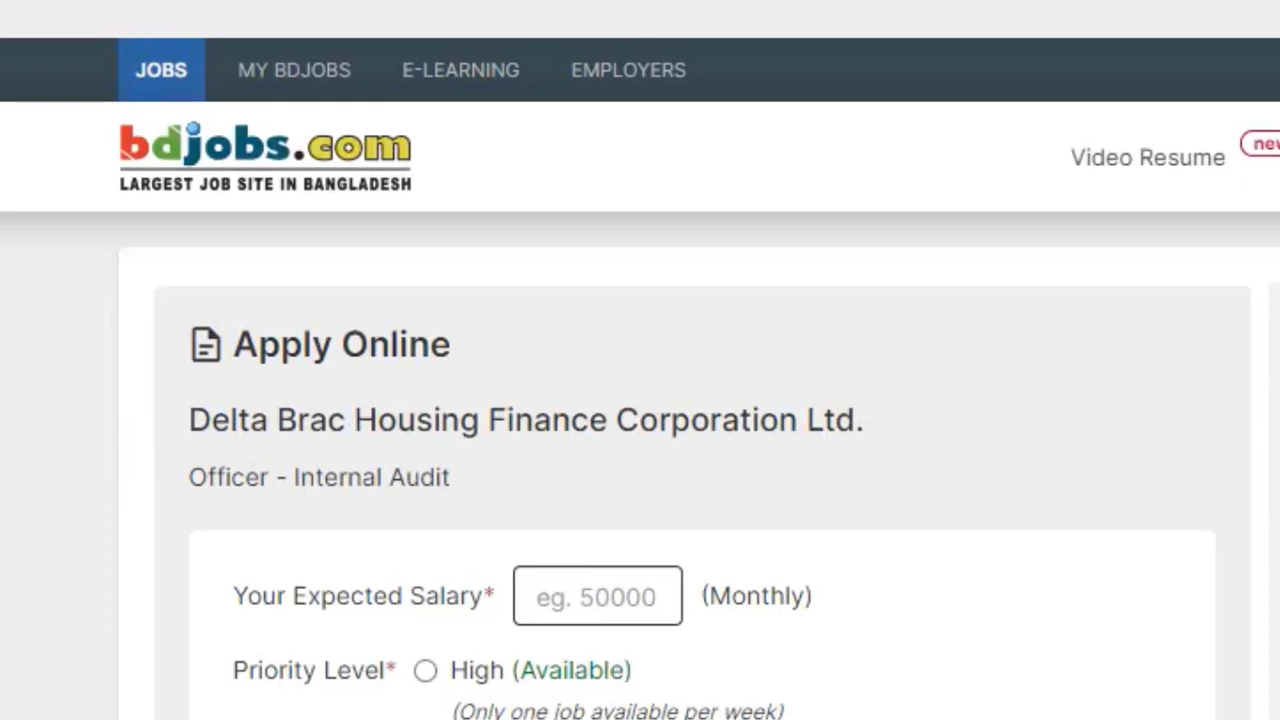 JOBS MY BDJOBS E-LEARNING EMPLOYERS
bdjobs.com
LARGEST JOB SITE IN BANGLADESH
Video Resume
Apply Online
Delta Brac Housing Finance Corporation Ltd.
Officer - Internal Audit
Your Expected Salary* eg. 50000 (Monthly)
Priority Level* High (Available)
(Only one job available per week)